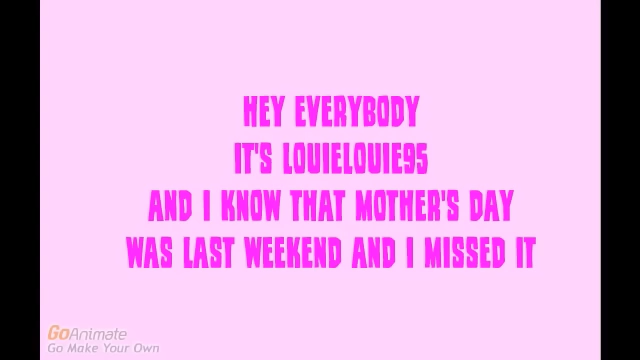 HEY EVERYBODY
IT'S LOUIELOUIE95
AND I KNOW THAT MOTHER'S DAY
WAS LAST WEEKEND AND I MISSED IT
GoAnimate
Go Make Your Own